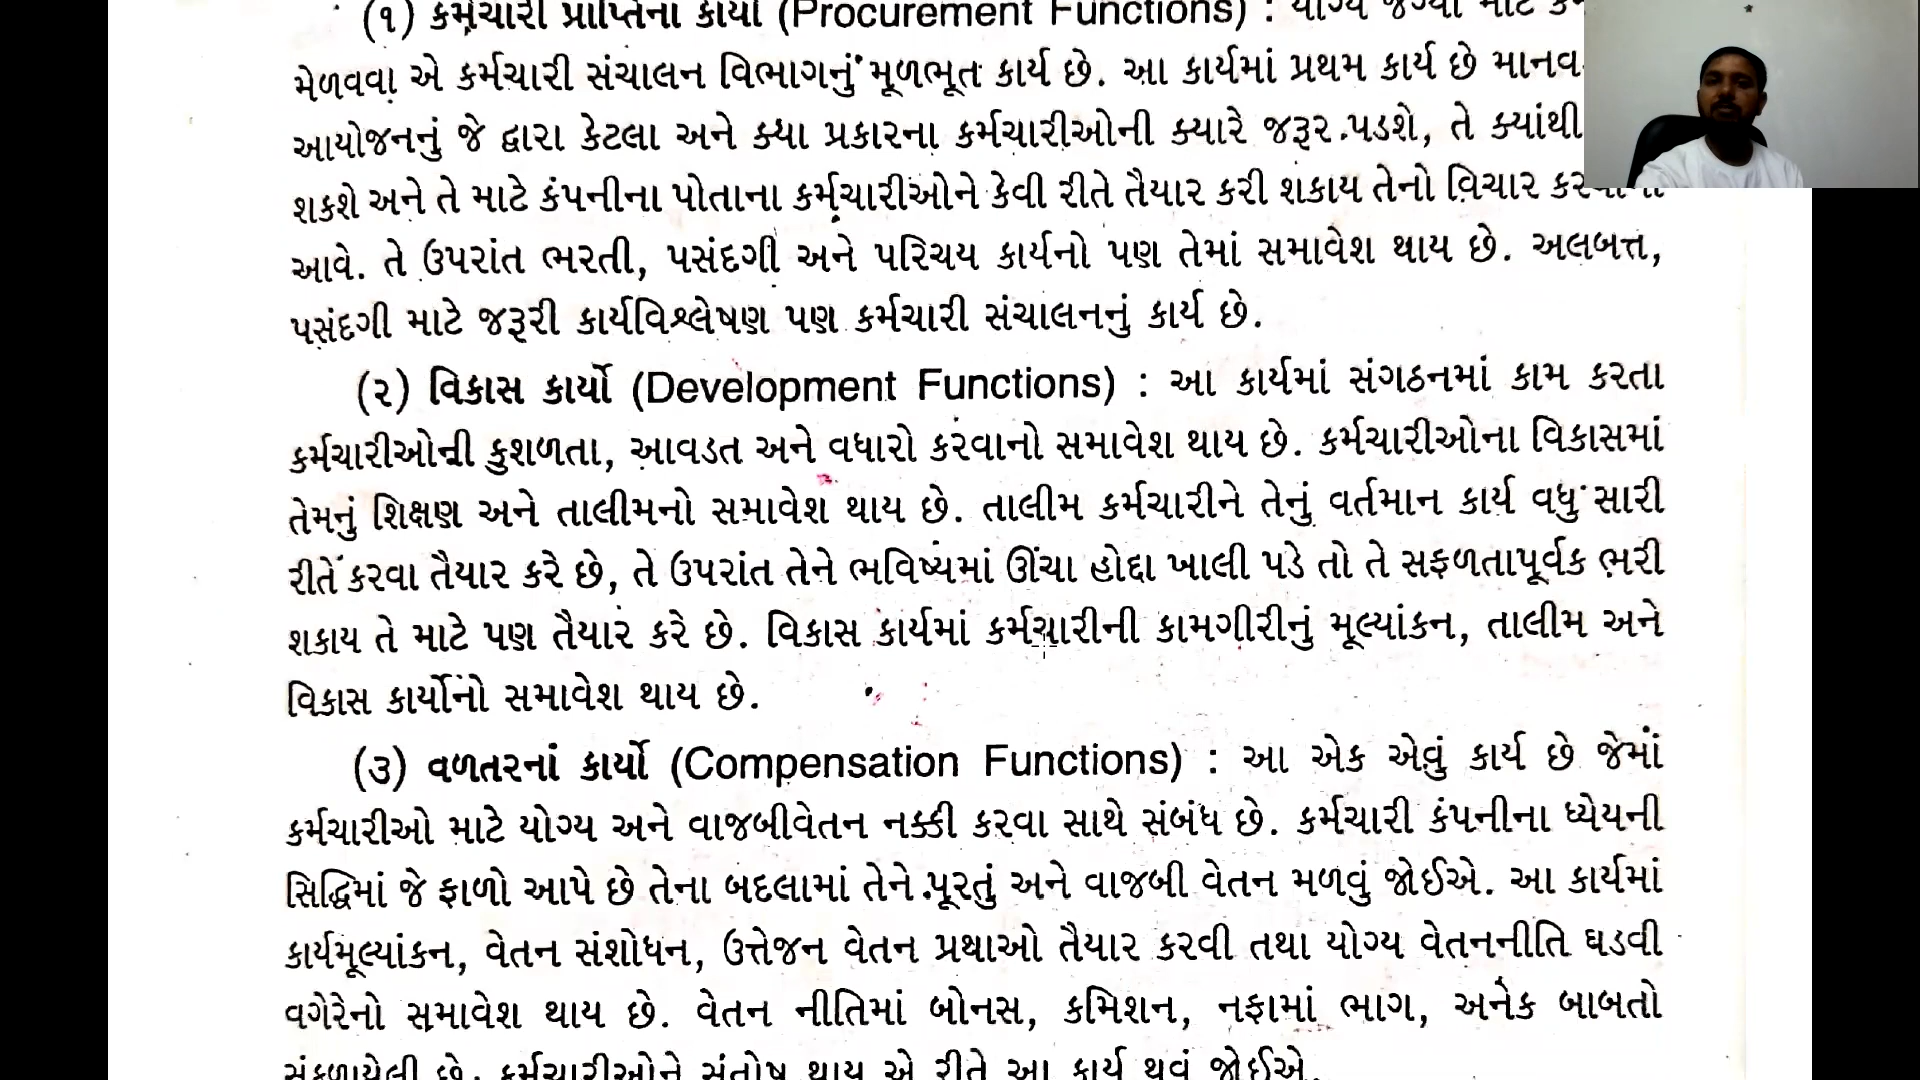 (૧) કર્મચારી પ્રાપ્તિનાં કાર્યો (Procurement Functions) : યોગ્ય જગ્યા માટે
મેળવવા એ કર્મચારી સંચાલન વિભાગનું મૂળભૂત કાર્ય છે. આ કાર્યમાં પ્રથમ કાર્ય છે માનવ
આયોજનનું જે દ્વારા કેટલા અને ક્યા પ્રકારના કર્મચારીઓની ક્યારે જરૂર પડશે, તે ક્યાંથી
શકશે અને તે માટે કંપનીના પોતાના કર્મચારીઓને કેવી રીતે તૈયાર કરી શકાય તેનો વિચાર
આવે. તે ઉપરાંત ભરતી, પસંદગી અને પરિચય કાર્યનો પણ તેમાં સમાવેશ થાય છે. અલબત્ત,
પસંદગી માટે જરૂરી કાર્યવિશ્લેષણ પણ કર્મચારી સંચાલનનું કાર્ય છે.
(૨) વિકાસ કાર્યો (Development Functions) : આ કાર્યમાં સંગઠનમાં કામ કરતા
કર્મચારીઓની કુશળતા, આવડત અને વધારો કરવાનો સમાવેશ થાય છે. કર્મચારીઓના વિકાસમાં
તેમનું શિક્ષણ અને તાલીમનો સમાવેશ થાય છે. તાલીમ કર્મચારીને તેનું વર્તમાન કાર્ય વધુ સારી
રીતે કરવા તૈયાર કરે છે, તે ઉપરાંત તેને ભવિષ્યમાં ઊંચા હોદ્દા ખાલી પડે તો તે સફળતાપૂર્વક ભરી
શકાય તે માટે પણ તૈયાર કરે છે. વિકાસ કાર્યમાં કર્મચારીની કામગીરીનું મૂલ્યાંકન, તાલીમ અને
વિકાસ કાર્યોનો સમાવેશ થાય છે.
(૩) વળતરનાં કાર્યો (Compensation Functions) : આ એક એવું કાર્ય છે જેમાં
કર્મચારીઓ માટે યોગ્ય અને વાજબીવેતન નક્કી કરવા સાથે સંબંધ છે. કર્મચારી કંપનીના ધ્યેયની
સિદ્ધિમાં જે ફાળો આપે છે તેના બદલામાં તેને પૂરતું અને વાજબી વેતન મળવું જોઈએ. આ કાર્યમાં
કાર્યમૂલ્યાંકન, વેતન સંશોધન, ઉત્તેજન વેતન પ્રથાઓ તૈયાર કરવી તથા યોગ્ય વેતનનીતિ ઘડવી
વગેરેનો સમાવેશ થાય છે. વેતન નીતિમાં બોનસ, કમિશન, નફામાં ભાગ, અનેક બાબતો
સંકળાયેલી છે. કર્મચારીઓને સંતોષ થાય એ રીતે આ કાર્ય થવું જોઈએ.